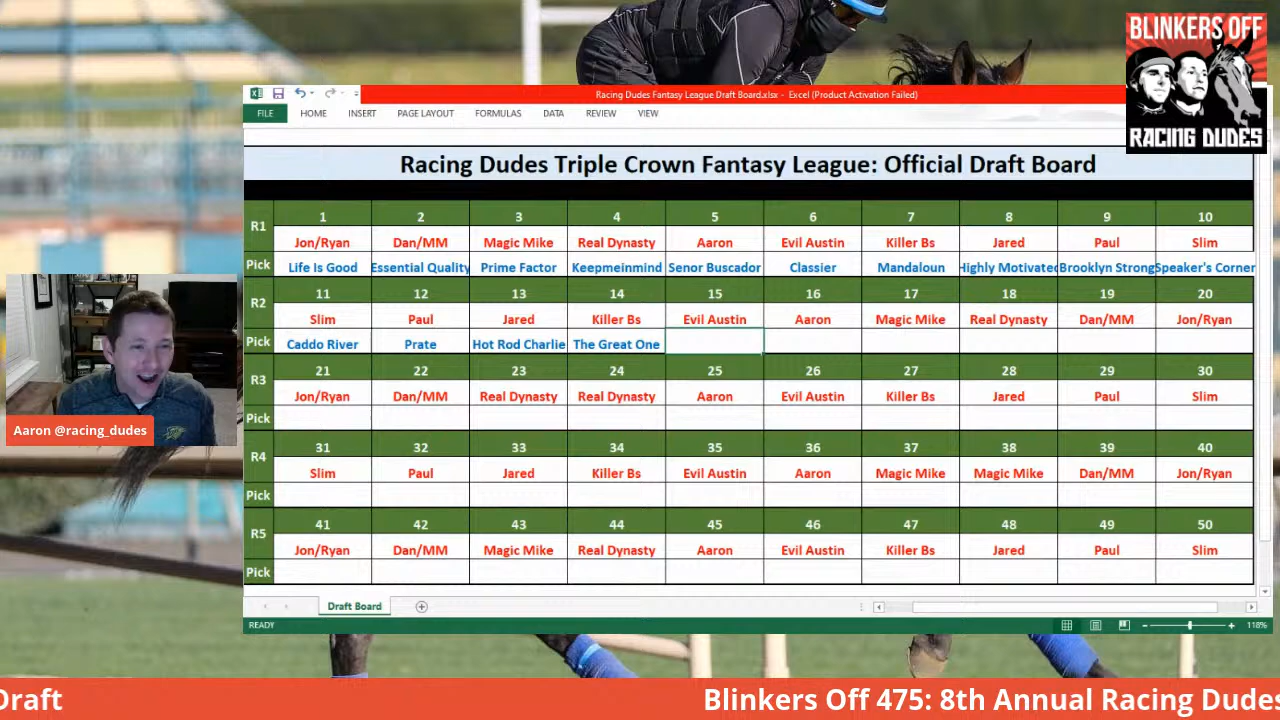 BLINKERS OFF
RACING DUDES
Racing Dudes Fantasy League Draft Board.xlsx - Excel (Product Activation Failed)
FILE HOME INSERT PAGE LAYOUT FORMULAS DATA REVIEW VIEW
Racing Dudes Triple Crown Fantasy League: Official Draft Board
R1 1 2 3 4 5 6 7 8 9 10
Jon/Ryan Dan/MM Magic Mike Real Dynasty Aaron Evil Austin Killer Bs Jared Paul Slim
Pick Life Is Good Essential Quality Prime Factor Keepmeinmind Senor Buscador Classier Mandaloun Highly Motivated Brooklyn Strong Speaker's Corner
R2 11 12 13 14 15 16 17 18 19 20
Slim Paul Jared Killer Bs Evil Austin Aaron Magic Mike Real Dynasty Dan/MM Jon/Ryan
Pick Caddo River Prate Hot Rod Charlie The Great One
R3 21 22 23 24 25 26 27 28 29 30
Jon/Ryan Dan/MM Real Dynasty Real Dynasty Aaron Evil Austin Killer Bs Jared Paul Slim
Pick
R4 31 32 33 34 35 36 37 38 39 40
Slim Paul Jared Killer Bs Evil Austin Aaron Magic Mike Magic Mike Dan/MM Jon/Ryan
Pick
R5 41 42 43 44 45 46 47 48 49 50
Jon/Ryan Dan/MM Magic Mike Real Dynasty Aaron Evil Austin Killer Bs Jared Paul Slim
Pick
Draft Board
READY 118%
Aaron @racing_dudes
Draft Blinkers Off 475: 8th Annual Racing Dudes